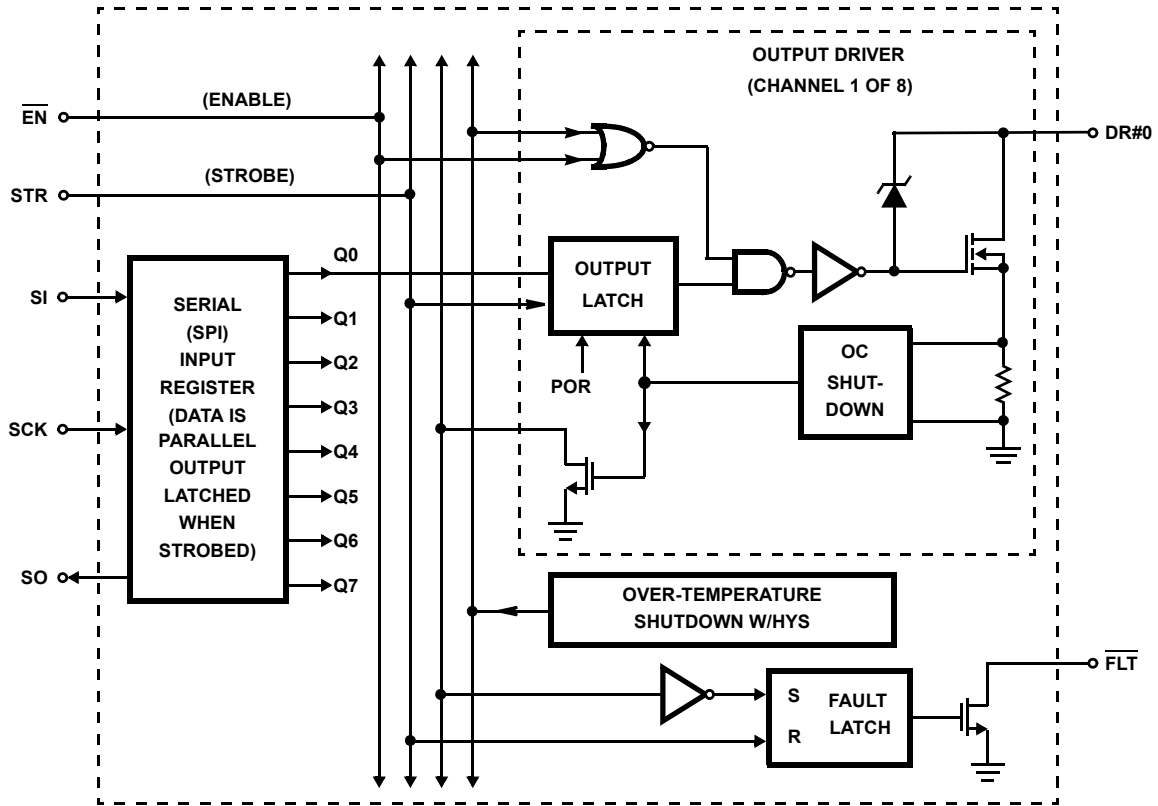 OUTPUT DRIVER
(CHANNEL 1 OF 8)
EN
(ENABLE)
DR#0
STR
(STROBE)
SI
SCK
SO
SERIAL
(SPI)
INPUT
REGISTER
(DATA IS
PARALLEL
OUTPUT
LATCHED
WHEN
STROBED)
Q0
Q1
Q2
Q3
Q4
Q5
Q6
Q7
OUTPUT
LATCH
POR
OC
SHUT-
DOWN
OVER-TEMPERATURE
SHUTDOWN W/HYS
S
R
FAULT
LATCH
FLT